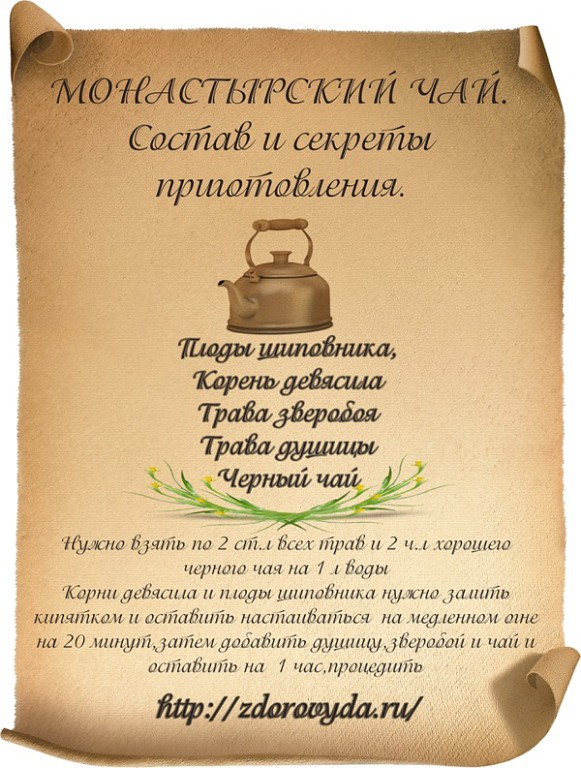 МОНАСТЫРСКИЙ ЧАЙ.
Состав и секреты
приготовления.
Плоды шиповника,
Корень девясила
Трава зверобоя
Трава душицы
Черный чай
Нужно взять по 2 ст.л всех трав и 2 ч.л хорошего
черного чая на 1 л воды
Корни девясила и плоды шиповника нужно залить
кипятком и оставить настаиваться на медленном огне
на 20 минут,затем добавить душицу,зверобой и чай и
оставить на 1 час,процедить
http://zdorovyda.ru/